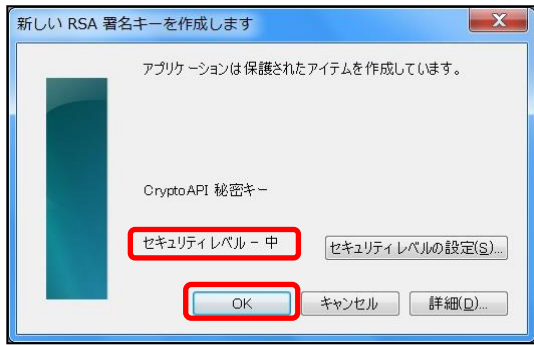 新しい RSA 署名キーを作成します
アプリケーションは保護されたアイテムを作成しています。
CryptoAPI 秘密キー
セキュリティ レベル - 中
セキュリティ レベルの設定(S)...
OK
キャンセル
詳細(D)...